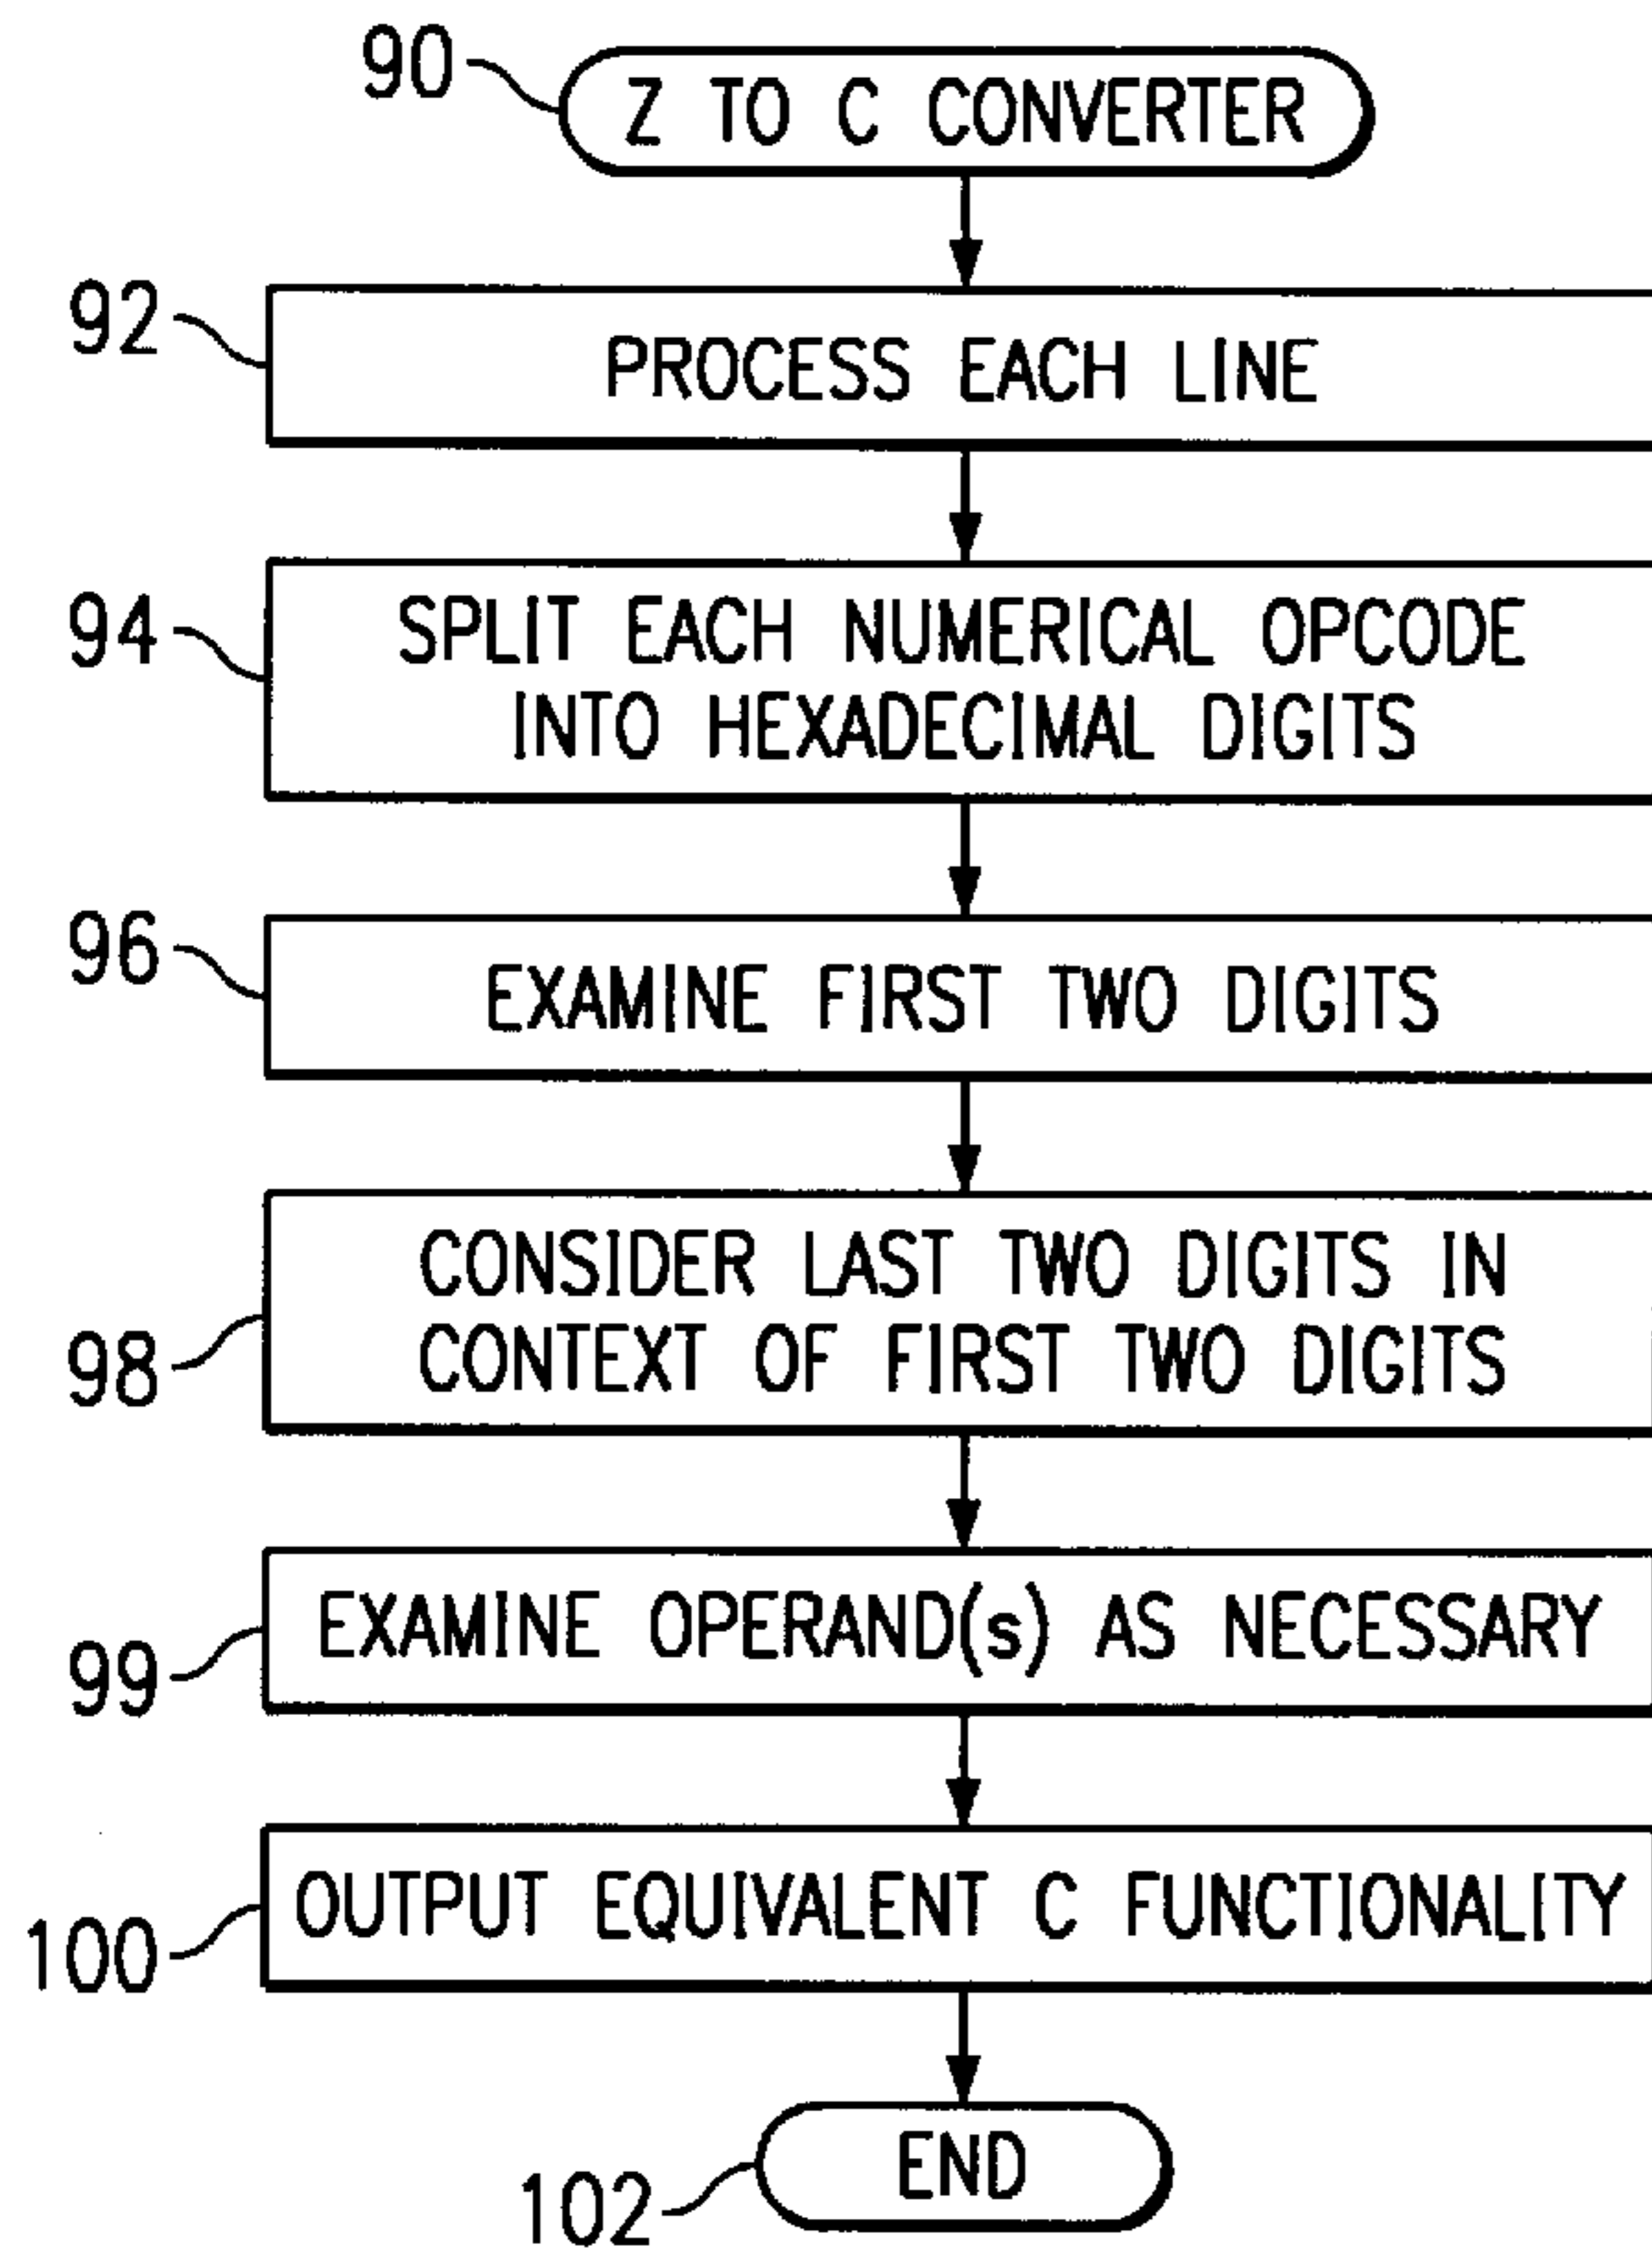 90
Z TO C CONVERTER
92
PROCESS EACH LINE
94
SPLIT EACH NUMERICAL OPCODE
INTO HEXADECIMAL DIGITS
96
EXAMINE FIRST TWO DIGITS
98
CONSIDER LAST TWO DIGITS IN
CONTEXT OF FIRST TWO DIGITS
99
EXAMINE OPERAND(s) AS NECESSARY
100
OUTPUT EQUIVALENT C FUNCTIONALITY
102
END